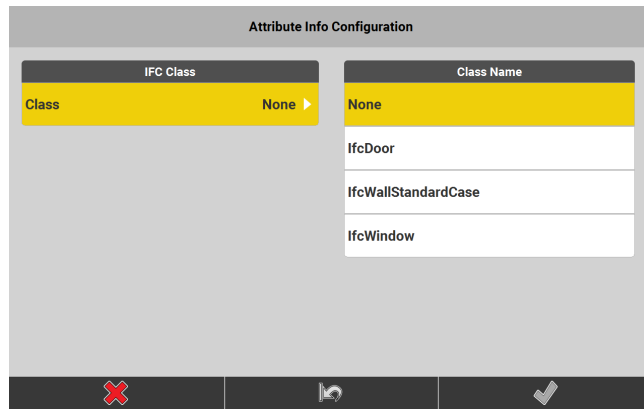 Attribute Info Configuration
IFC Class
Class None
Class Name
None
IfcDoor
IfcWallStandardCase
IfcWindow